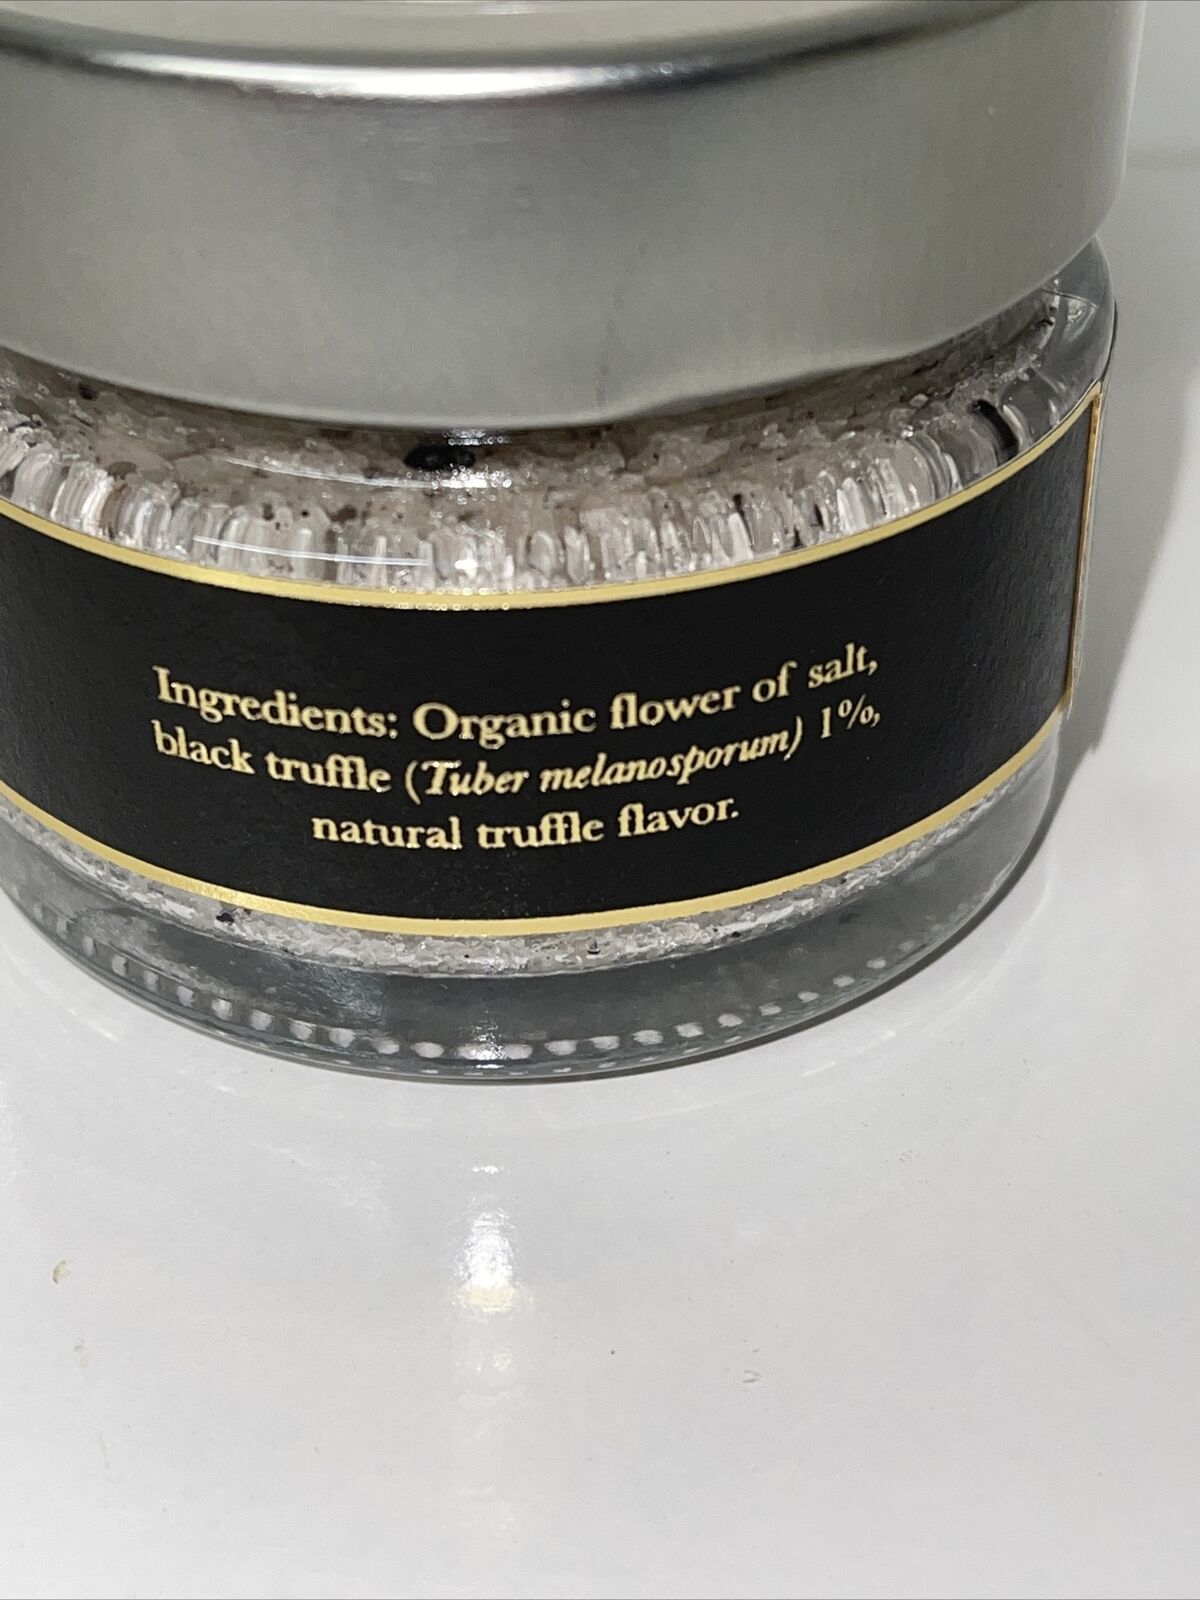 Ingredients: Organic flower of salt,
black truffle (Tuber melanosporum) 1%,
natural truffle flavor.